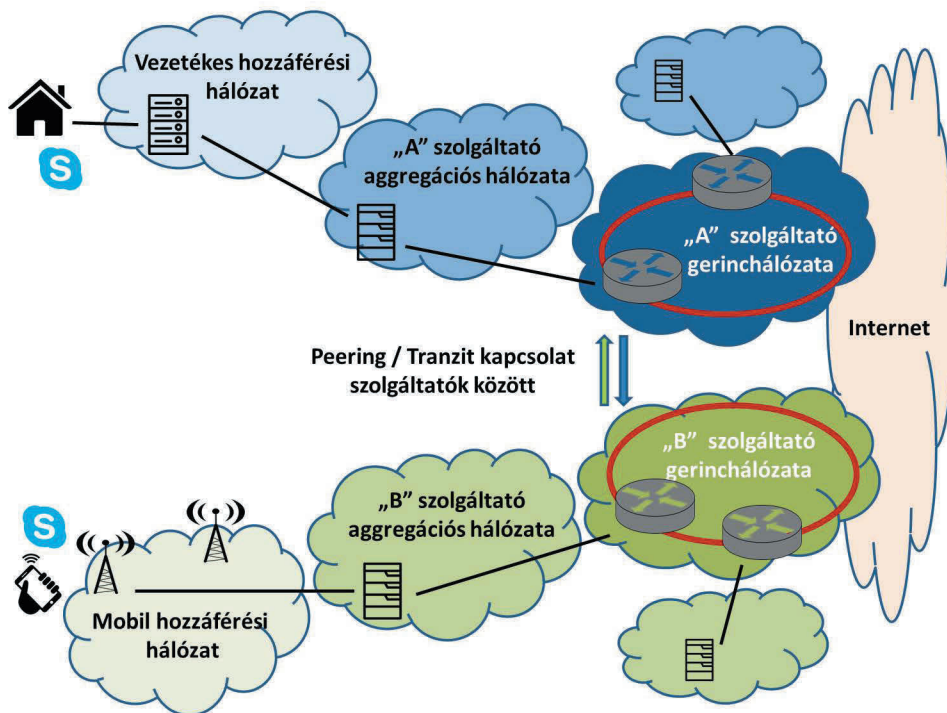 Vezetékes hozzáférési
hálózat
S
„A” szolgáltató
aggregációs hálózata
„A” szolgáltató
gerinchálózata
Internet
Peering / Tranzit kapcsolat
szolgáltatók között
„B” szolgáltató
gerinchálózata
„B” szolgáltató
aggregációs hálózata
S
Mobil hozzáférési
hálózat